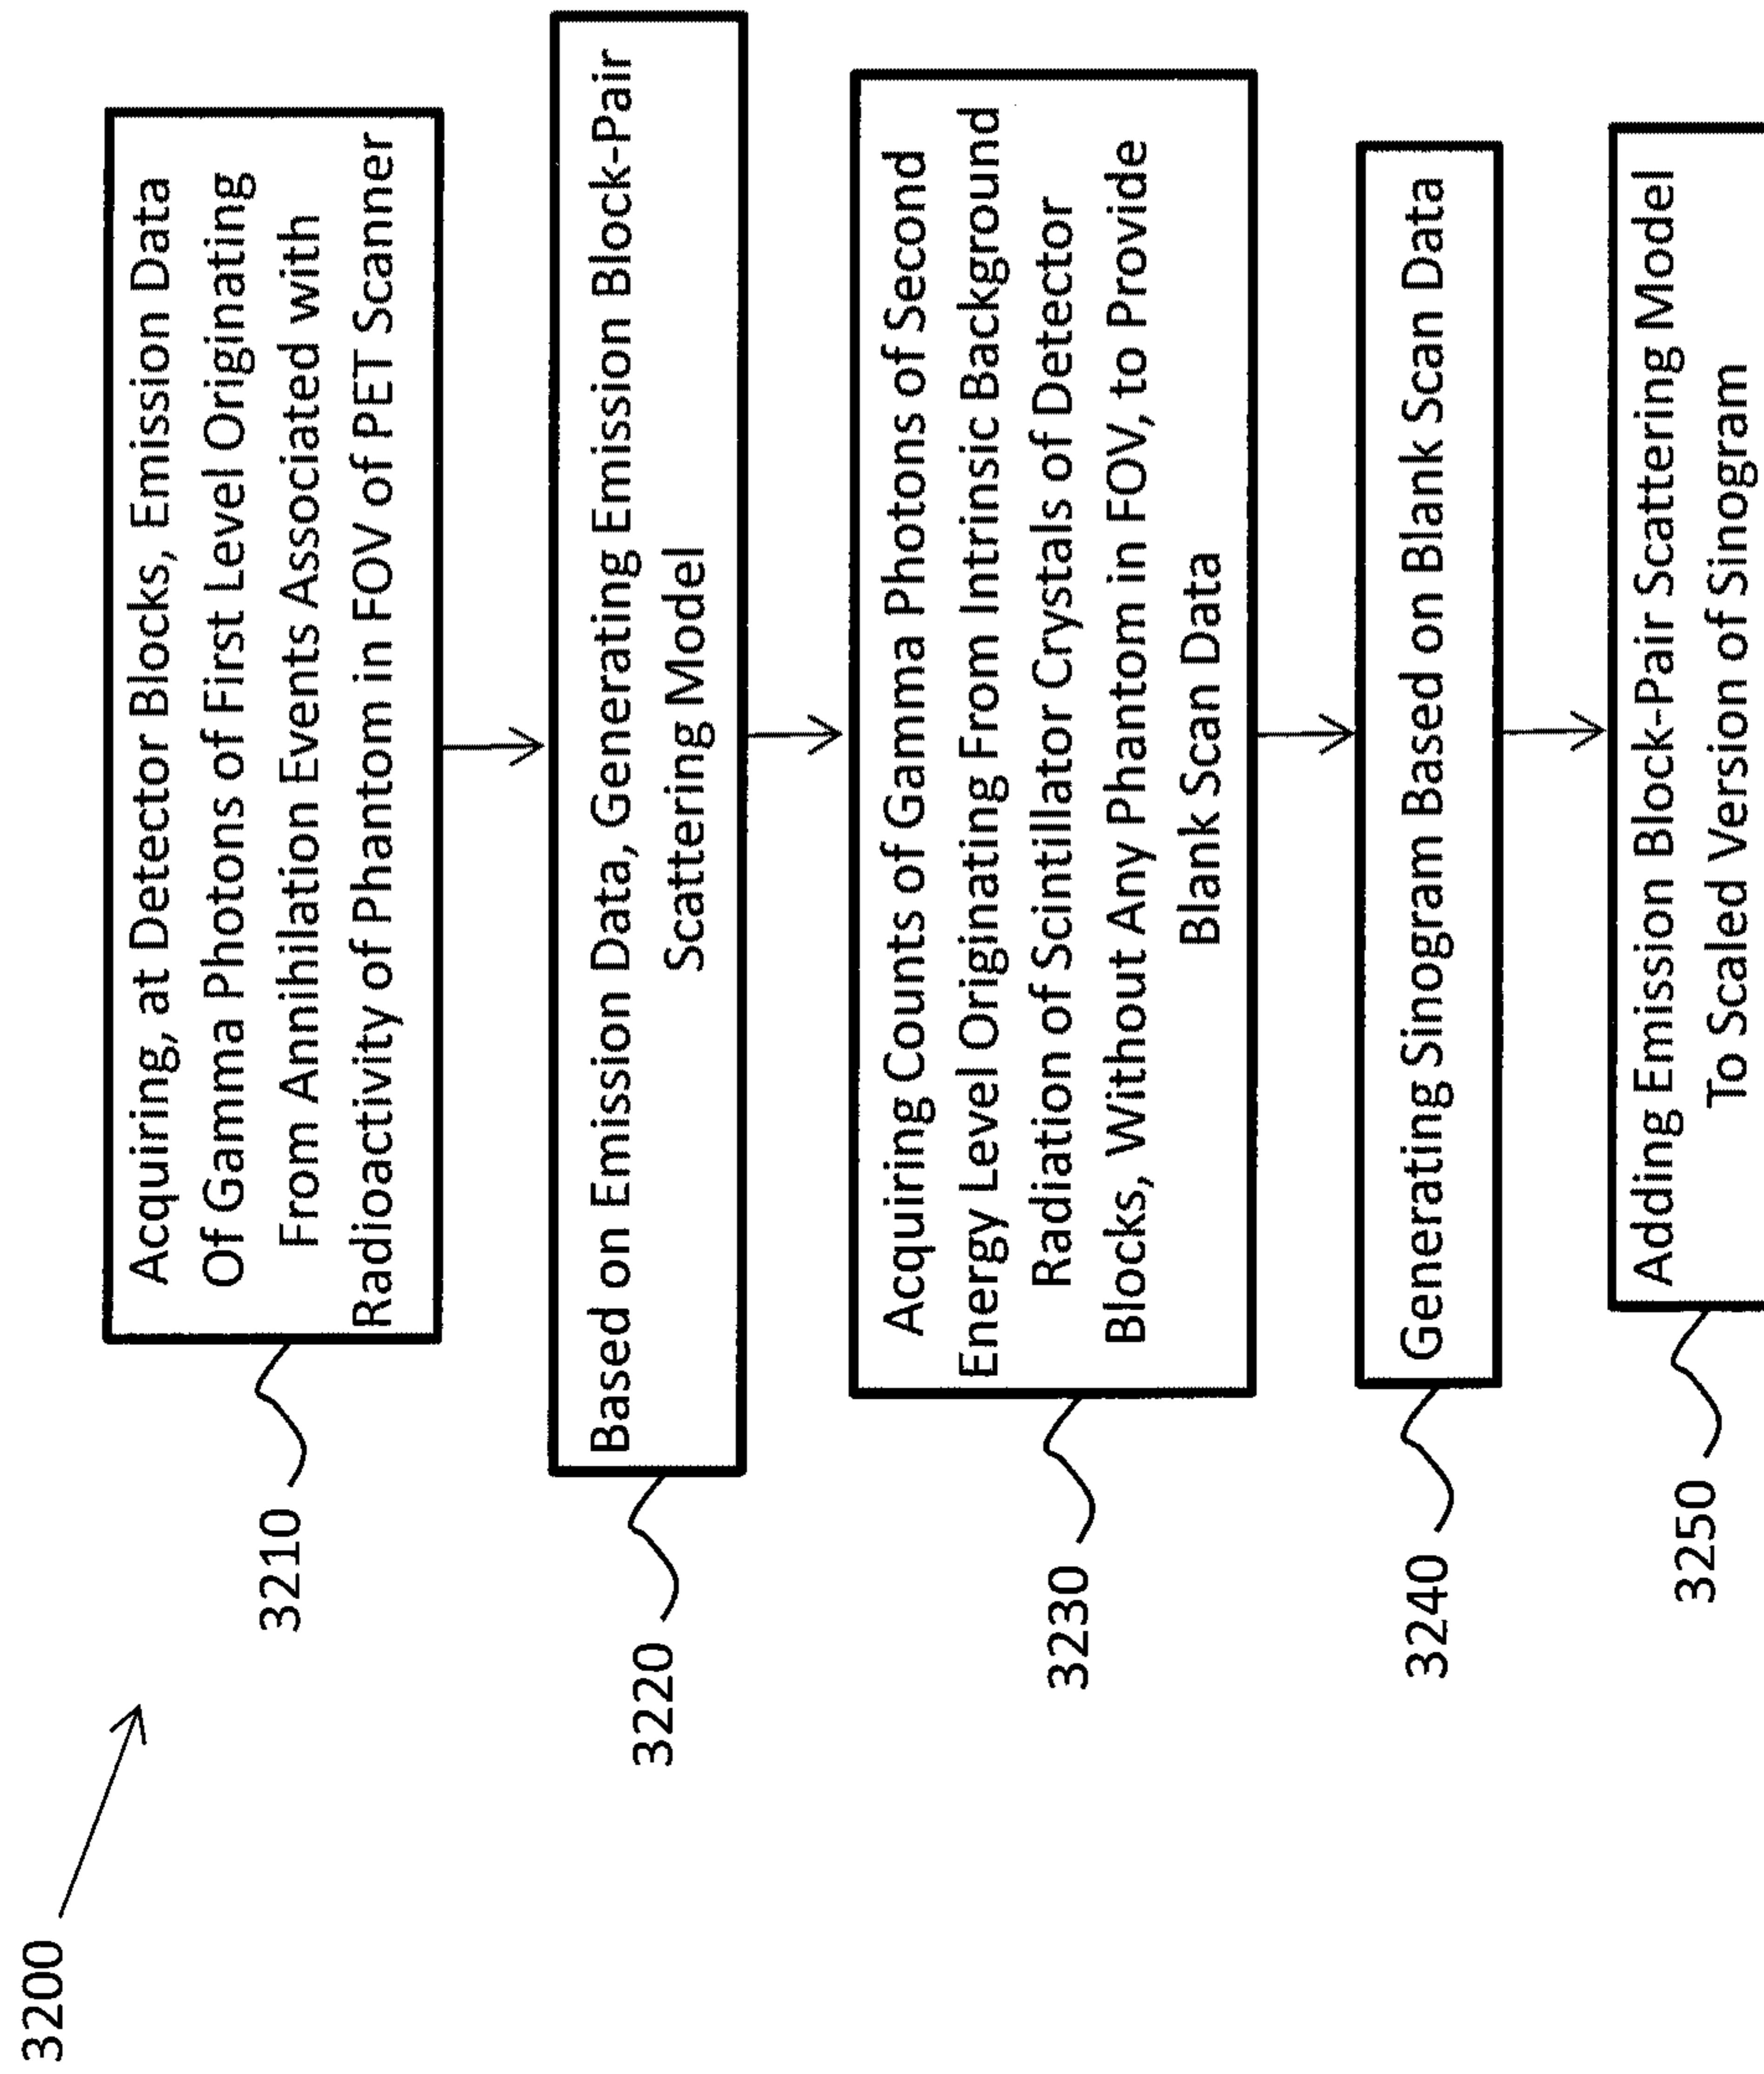 3200
3210
Acquiring, at Detector Blocks, Emission Data
Of Gamma Photons of First Level Originating
From Annihilation Events Associated with
Radioactivity of Phantom in FOV of PET Scanner
3220
Based on Emission Data, Generating Emission Block-Pair
Scattering Model
3230
Acquiring Counts of Gamma Photons of Second
Energy Level Originating From Intrinsic Background
Radiation of Scintillator Crystals of Detector
Blocks, Without Any Phantom in FOV, to Provide
Blank Scan Data
3240
Generating Sinogram Based on Blank Scan Data
3250
Adding Emission Block-Pair Scattering Model
To Scaled Version of Sinogram